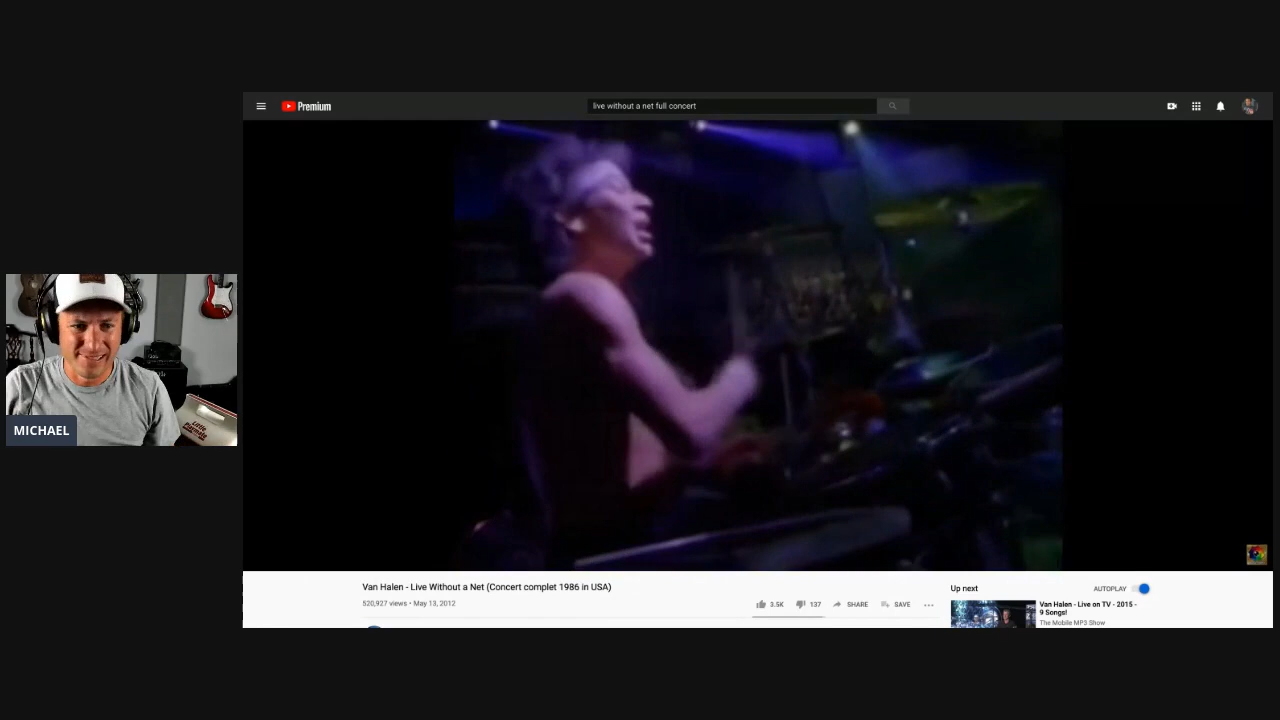 Premium
live without a net full concert
MICHAEL
Van Halen - Live Without a Net (Concert complet 1986 in USA)
520,927 views • May 13, 2012
3.5K
137
SHARE
SAVE
Up next
AUTOPLAY
Van Halen - Live on TV - 2015 -
9 Songs!
The Mobile MP3 Show